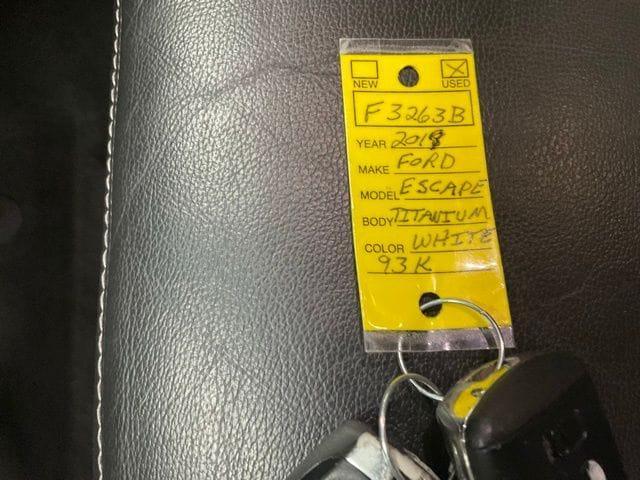 NEW USED
F3263B
YEAR 2018
MAKE FORD
MODEL ESCAPE
BODY TITANIUM
COLOR WHITE
93K